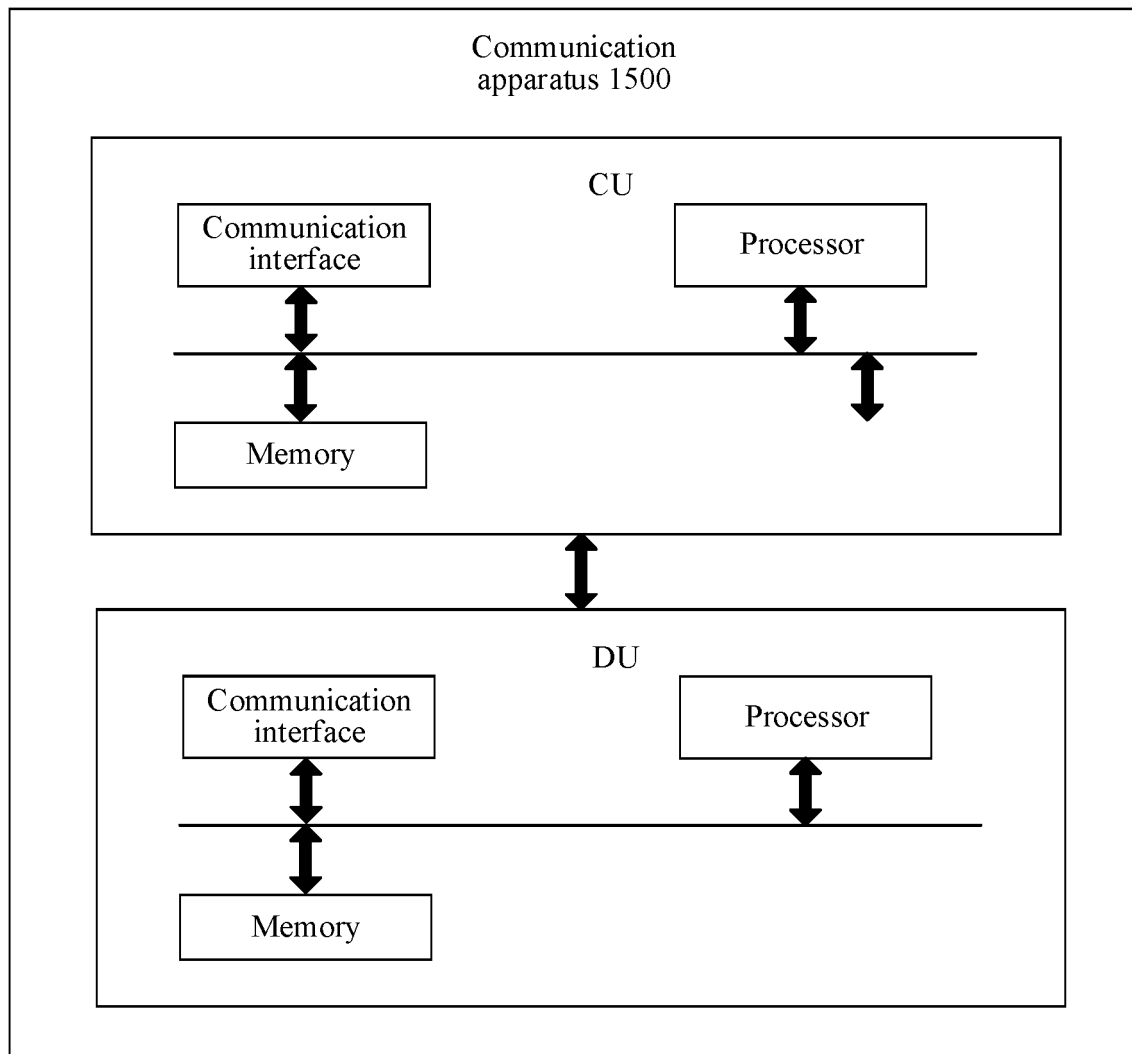 Communication
apparatus 1500
CU
Communication
interface
Processor
Memory
DU
Communication
interface
Processor
Memory